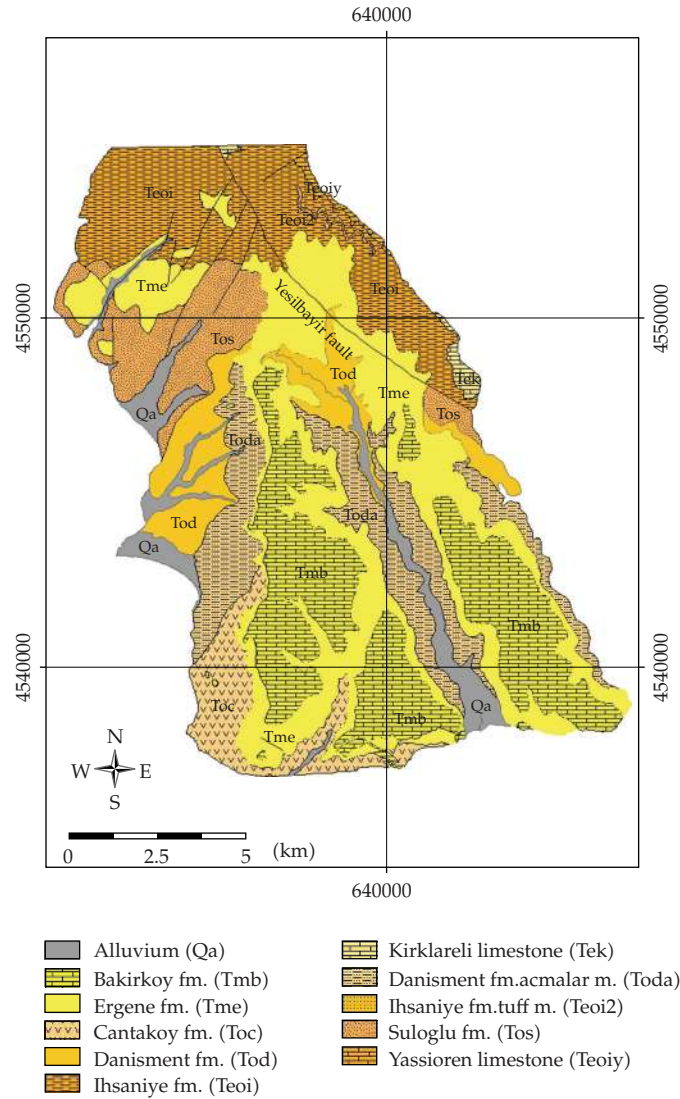 640000
Teoi
Teoiy
Teoi2
Tme
Teoi
4550000
4550000
Yesilbayir fault
Tos
Tod
Tek
Tme
Qa
Tos
Toda
Tod
Toda
Qa
Tmb
Tmb
4540000
4540000
Toc
Tmb
Qa
Tme
N
W E
S
0 2.5 5 (km)
640000
Alluvium (Qa)
Bakirkoy fm. (Tmb)
Ergene fm. (Tme)
Cantakoy fm. (Toc)
Danisment fm. (Tod)
Ihsaniye fm. (Teoi)
Kirklareli limestone (Tek)
Danisment fm.acmalar m. (Toda)
Ihsaniye fm.tuff m. (Teoi2)
Suloglu fm. (Tos)
Yassioren limestone (Teoiy)